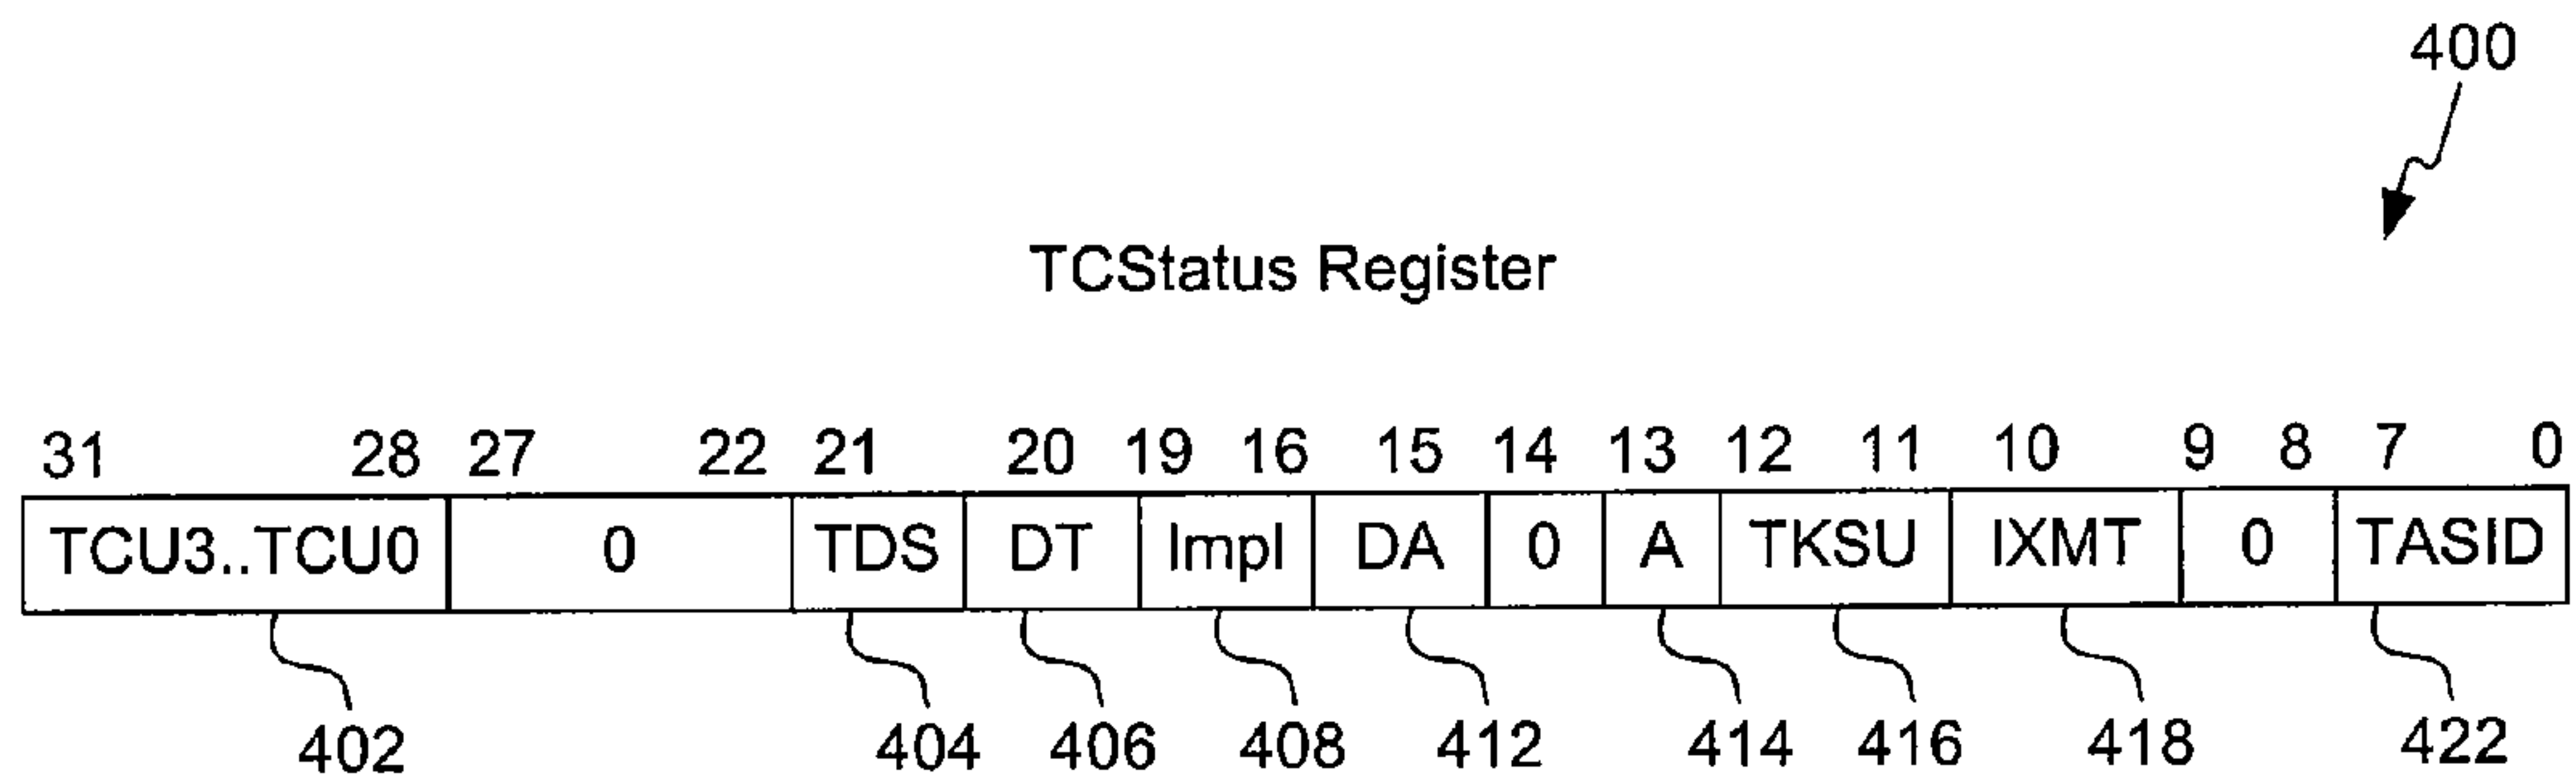 400
TCStatus Register
31 28 27 22 21 20 19 16 15 14 13 12 11 10 9 8 7 0
TCU3..TCU0 0 TDS DT Impl DA 0 A TKSU IXMT 0 TASID
402 404 406 408 412 414 416 418 422